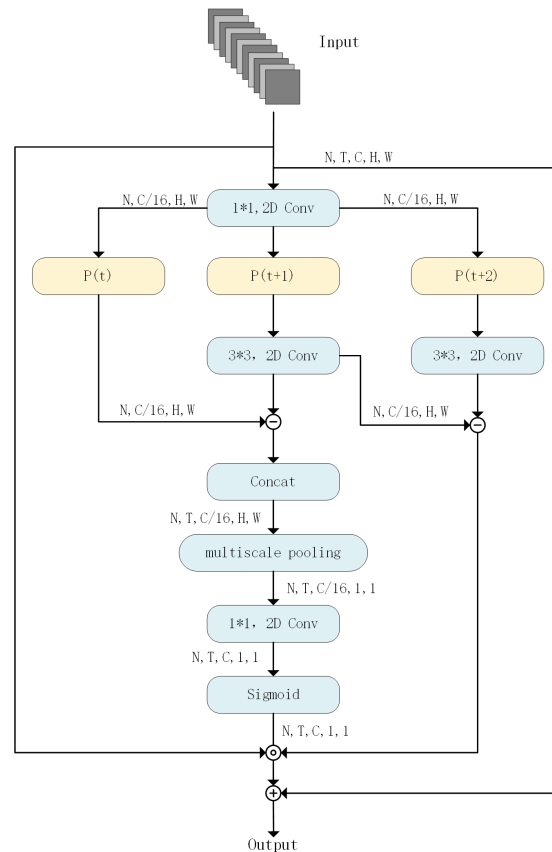 Input
N, T, C, H, W
N, C/16, H, W
1*1, 2D Conv
N, C/16, H, W
P(t)
P(t+1)
P(t+2)
3*3, 2D Conv
3*3, 2D Conv
N, C/16, H, W
N, C/16, H, W
Concat
N, T, C/16, H, W
multiscale pooling
N, T, C/16, 1, 1
1*1, 2D Conv
N, T, C, 1, 1
Sigmoid
N, T, C, 1, 1
Output